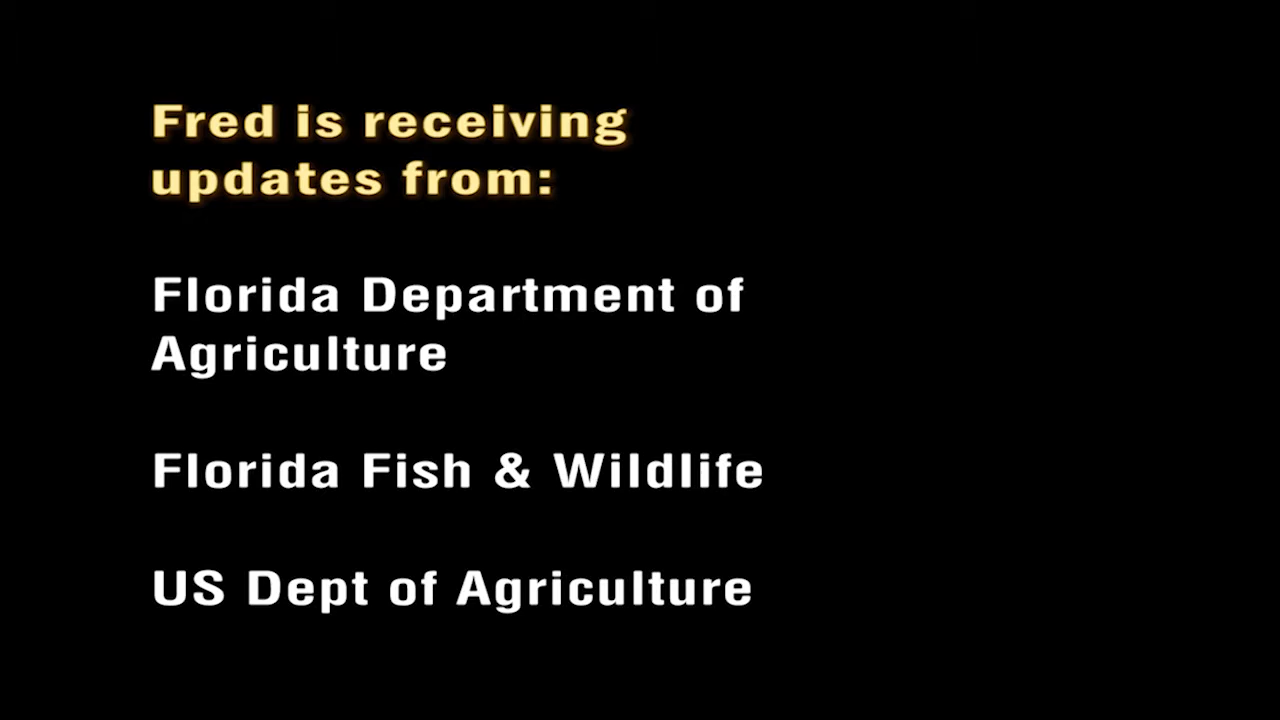 Fred is receiving
updates from:
Florida Department of
Agriculture
Florida Fish & Wildlife
US Dept of Agriculture